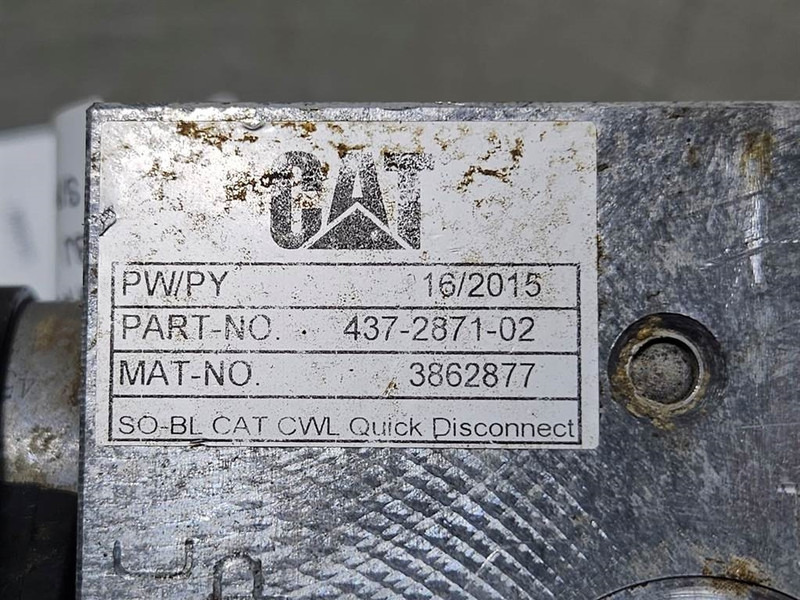 CAT
PW/PY 16/2015
PART-NO. 437-2871-02
MAT-NO. 3862877
SO-BL CAT CWL Quick Disconnect